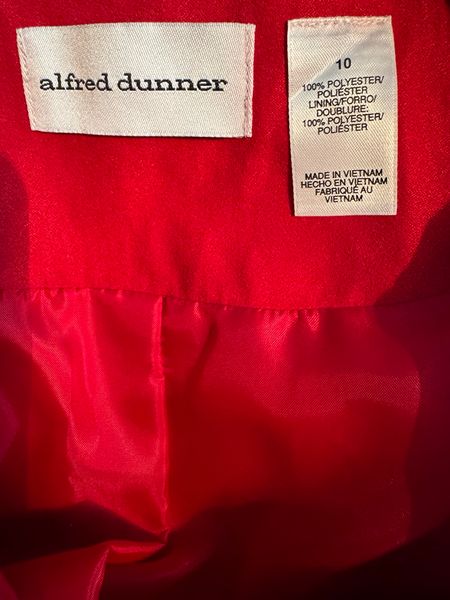 alfred dunner
10
100% POLYESTER/
POLIÉSTER
LINING/FORRO/
DOUBLURE:
100% POLYESTER/
POLIÉSTER
MADE IN VIETNAM
HECHO EN VIETNAM
FABRIQUÉ AU
VIETNAM